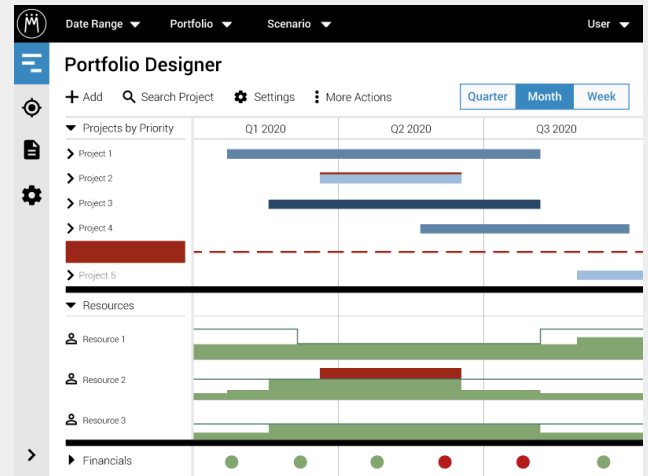 Date Range Portfolio Scenario User
Portfolio Designer
Add Search Project Settings More Actions Quarter Month Week
Projects by Priority Q1 2020 Q2 2020 Q3 2020
Project 1
Project 2
Project 3
Project 4
Project 5
Resources
Resource 1
Resource 2
Resource 3
Financials